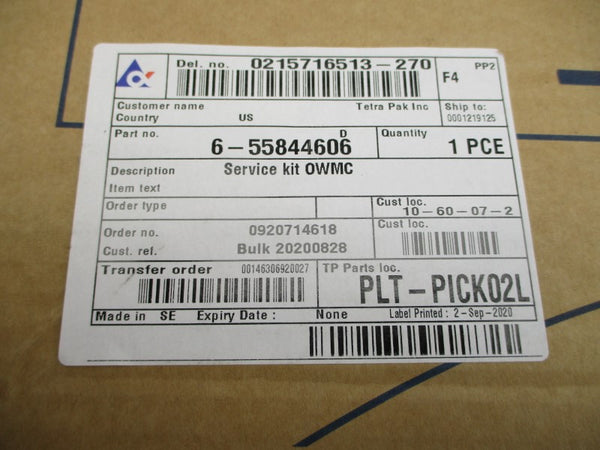 Del. no. 0215716513-270
F4 PP2
Customer name Tetra Pak Inc
Country US
Ship to:
0001219125
Part no. D
6-55844606
Quantity
1 PCE
Description Service kit OWMC
Item text
Order type
Cust loc.
10-60-07-2
Order no. 0920714618
Cust loc.
Cust. ref. Bulk 20200828
Transfer order 00146306920027
TP Parts loc.
PLT-PICK02L
Made in SE Expiry Date : None Label Printed : 2-Sep-2020